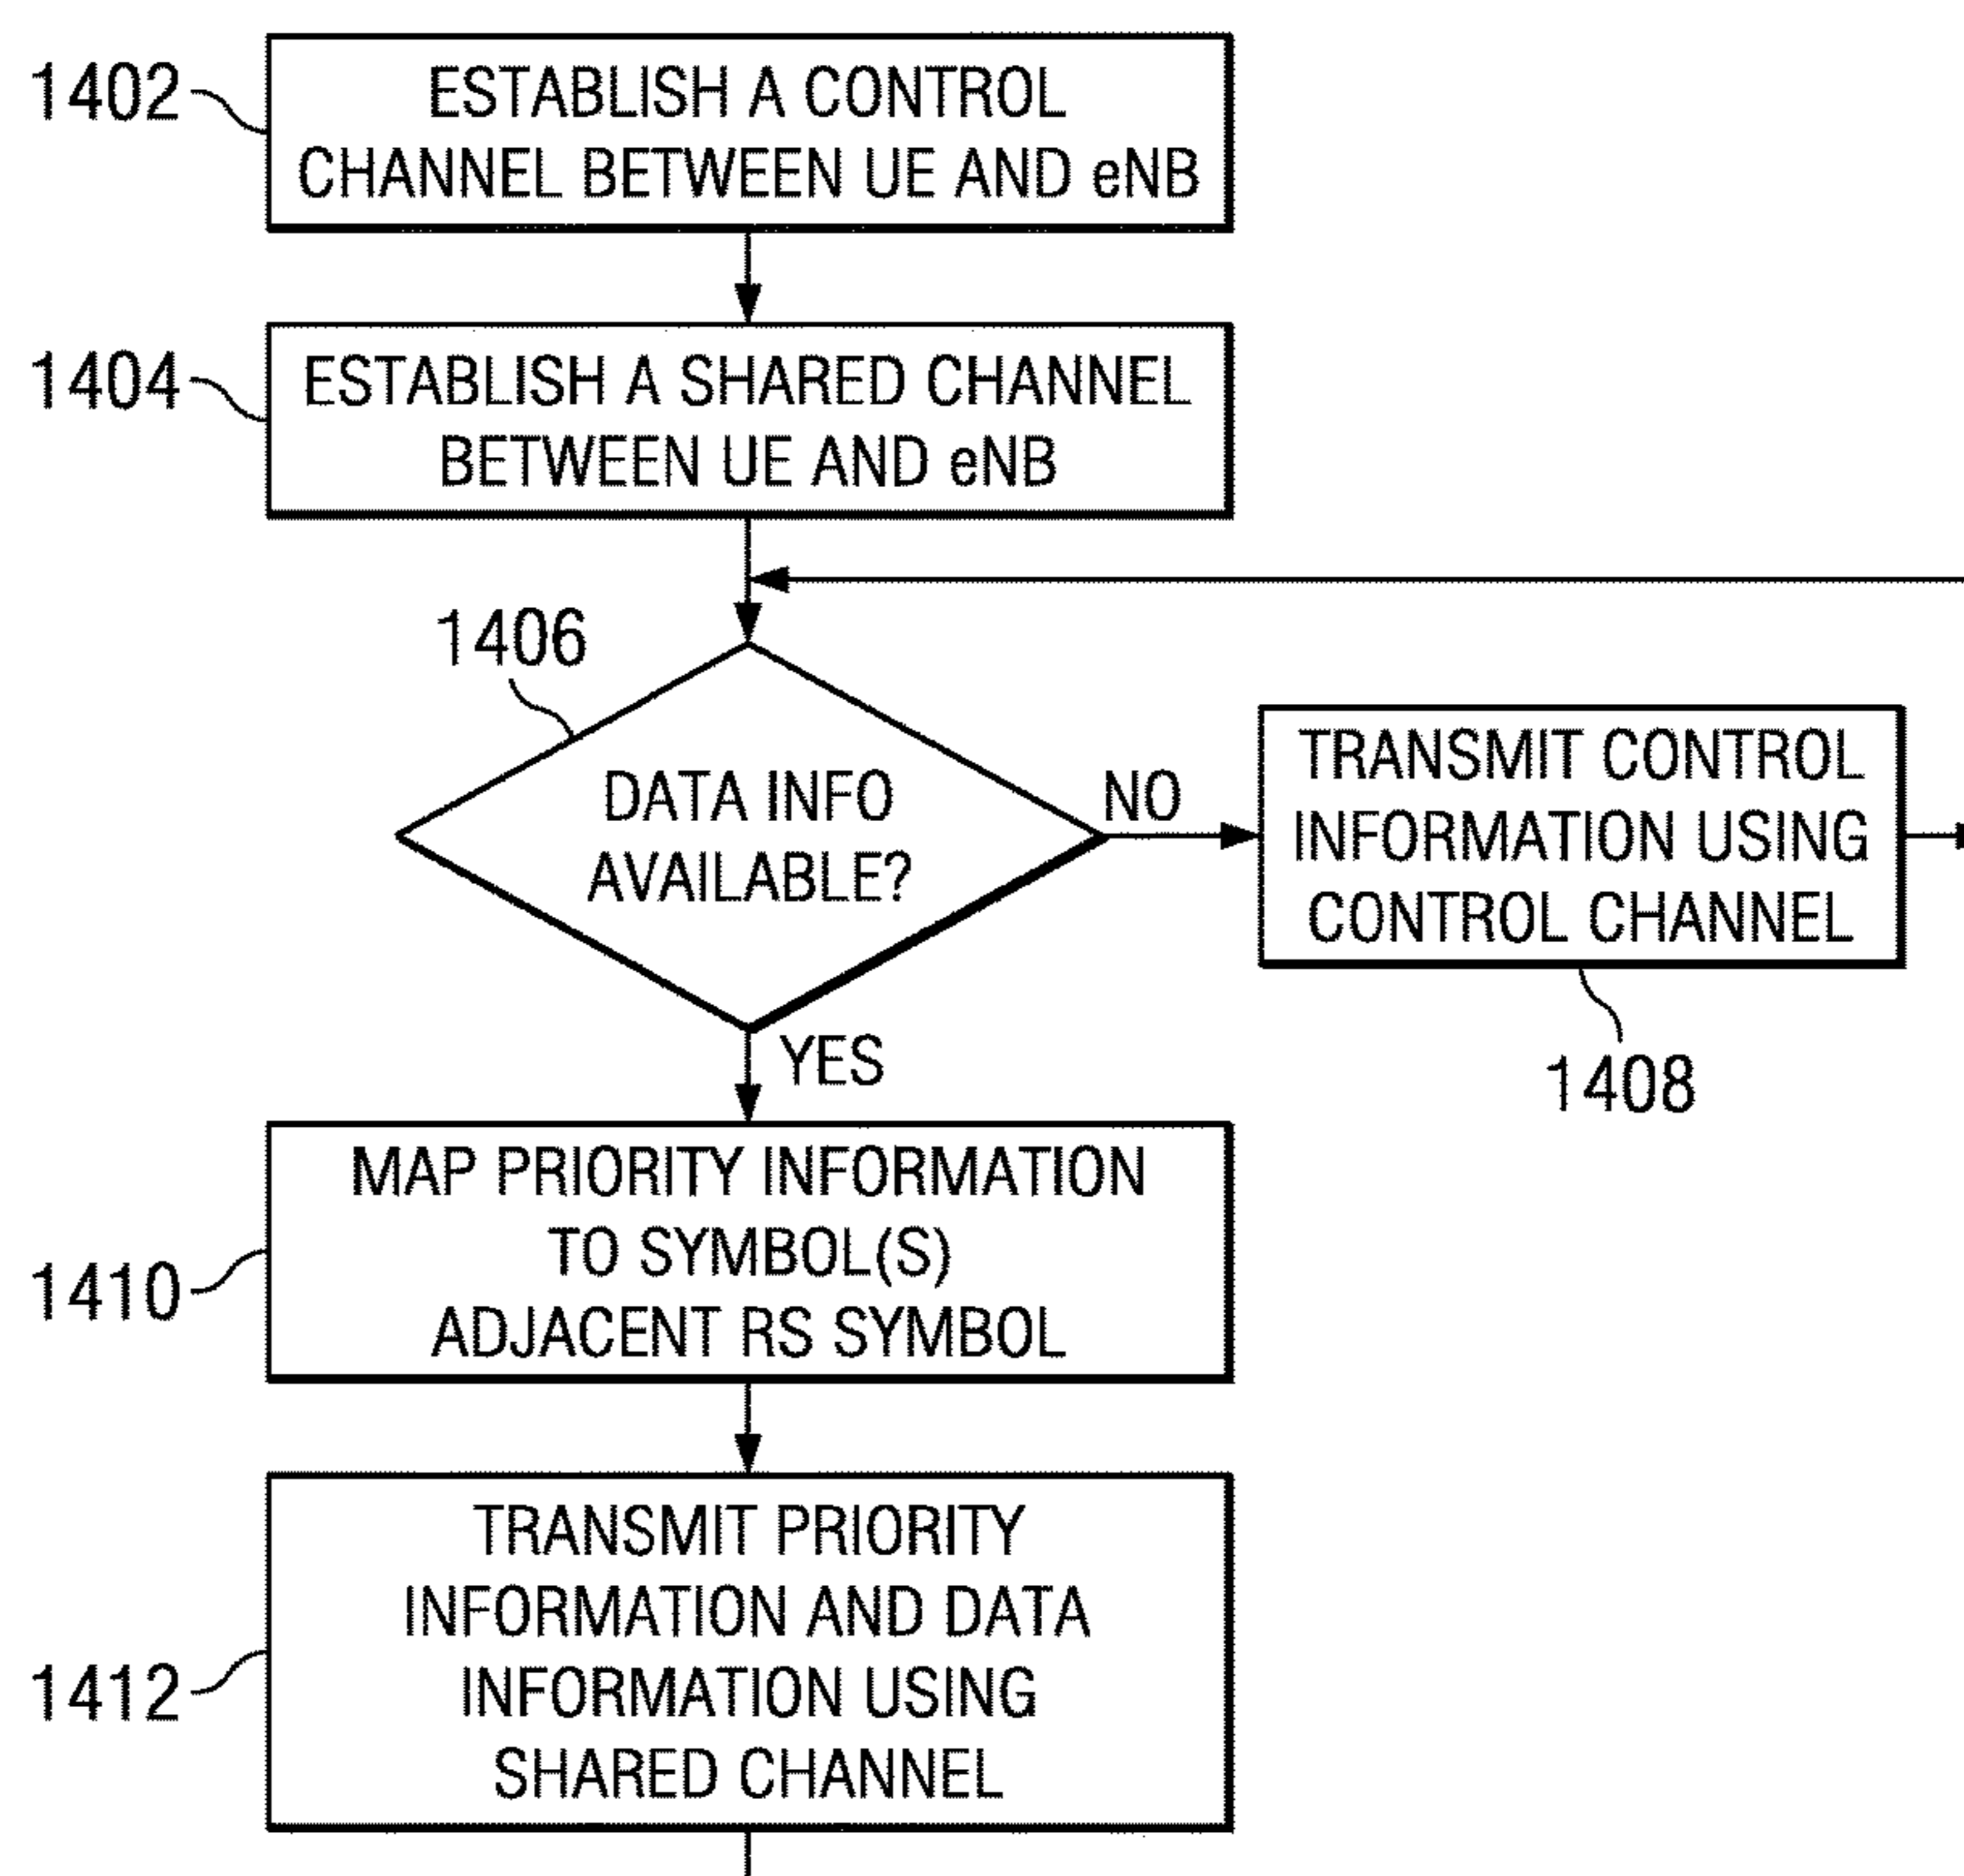 1402
ESTABLISH A CONTROL
CHANNEL BETWEEN UE AND eNB
1404
ESTABLISH A SHARED CHANNEL
BETWEEN UE AND eNB
1406
DATA INFO
AVAILABLE?
NO
TRANSMIT CONTROL
INFORMATION USING
CONTROL CHANNEL
1408
YES
1410
MAP PRIORITY INFORMATION
TO SYMBOL(S)
ADJACENT RS SYMBOL
1412
TRANSMIT PRIORITY
INFORMATION AND DATA
INFORMATION USING
SHARED CHANNEL